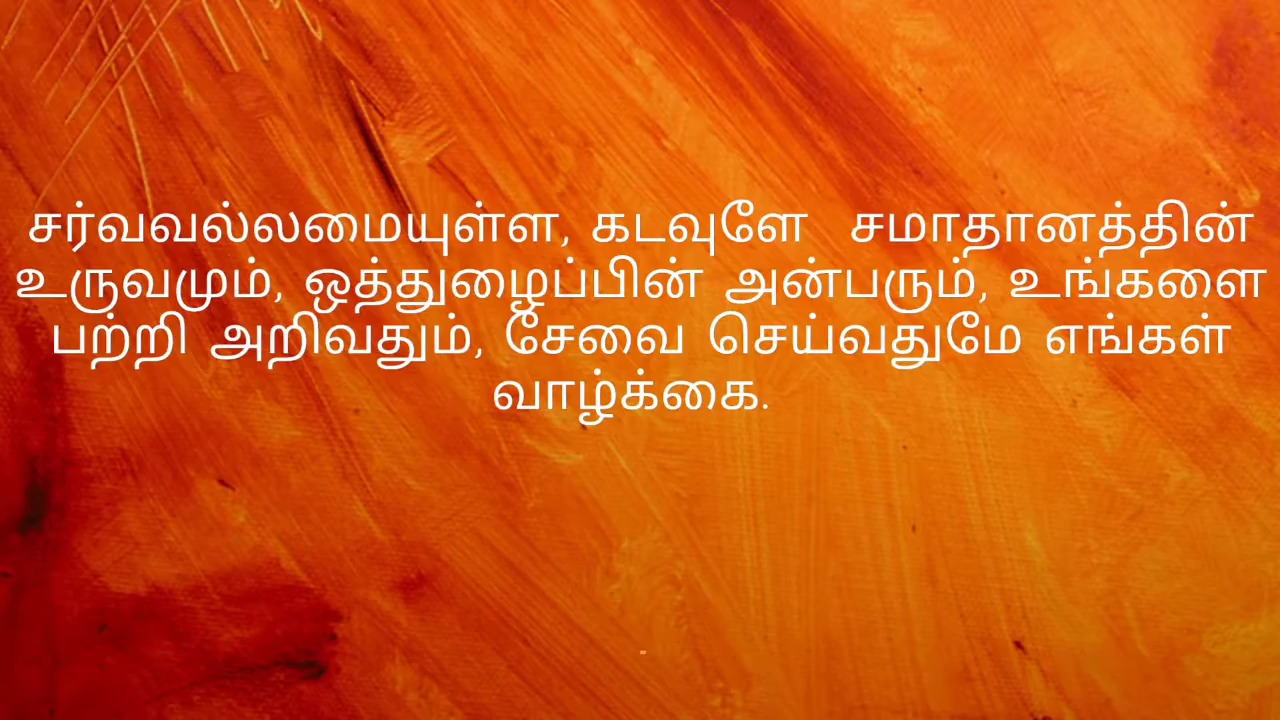 சர்வவல்லமையுள்ள, கடவுளே சமாதானத்தின்
உருவமும், ஒத்துழைப்பின் அன்பரும், உங்களை
பற்றி அறிவதும், சேவை செய்வதுமே எங்கள்
வாழ்க்கை.